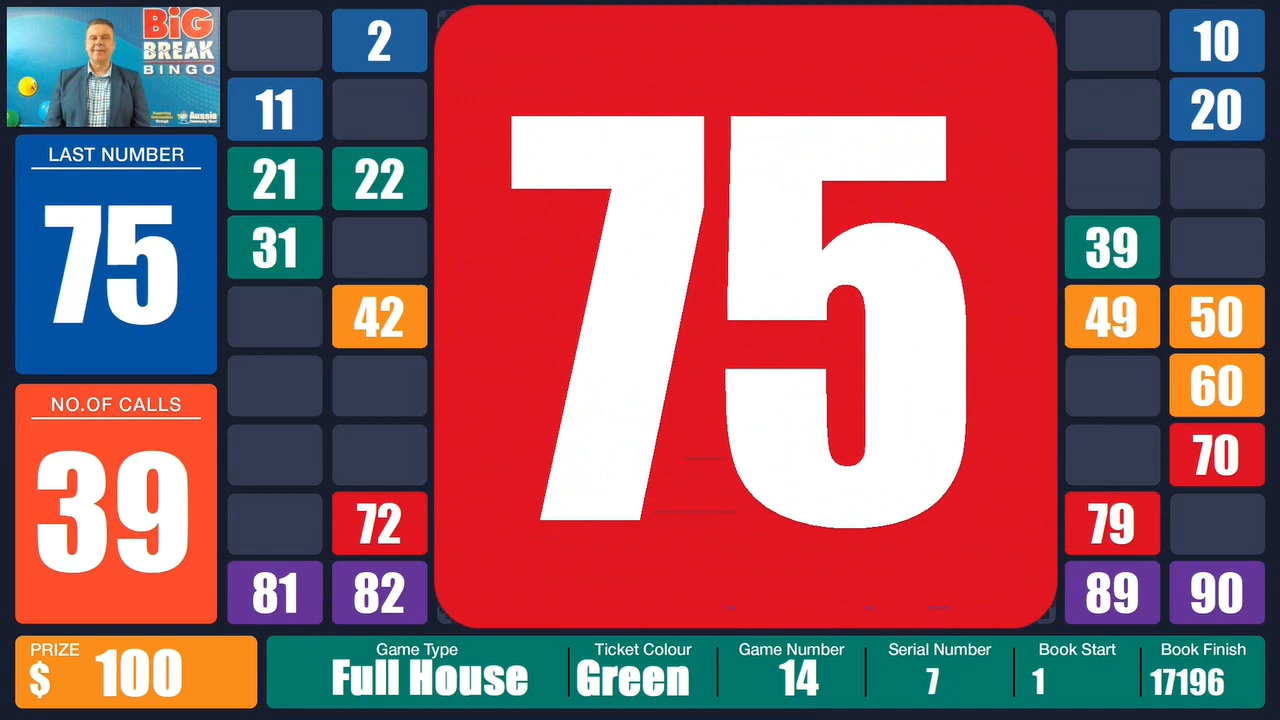 BiG
BREAK
BINGO
Aussie
LAST NUMBER
75
NO.OF CALLS
39
2
11
21 22
31
42
72
81 82
75
10
20
39
49 50
60
70
79
89 90
PRIZE
$ 100
Game Type
Full House
Ticket Colour
Green
Game Number
14
Serial Number
7
Book Start
1
Book Finish
17196